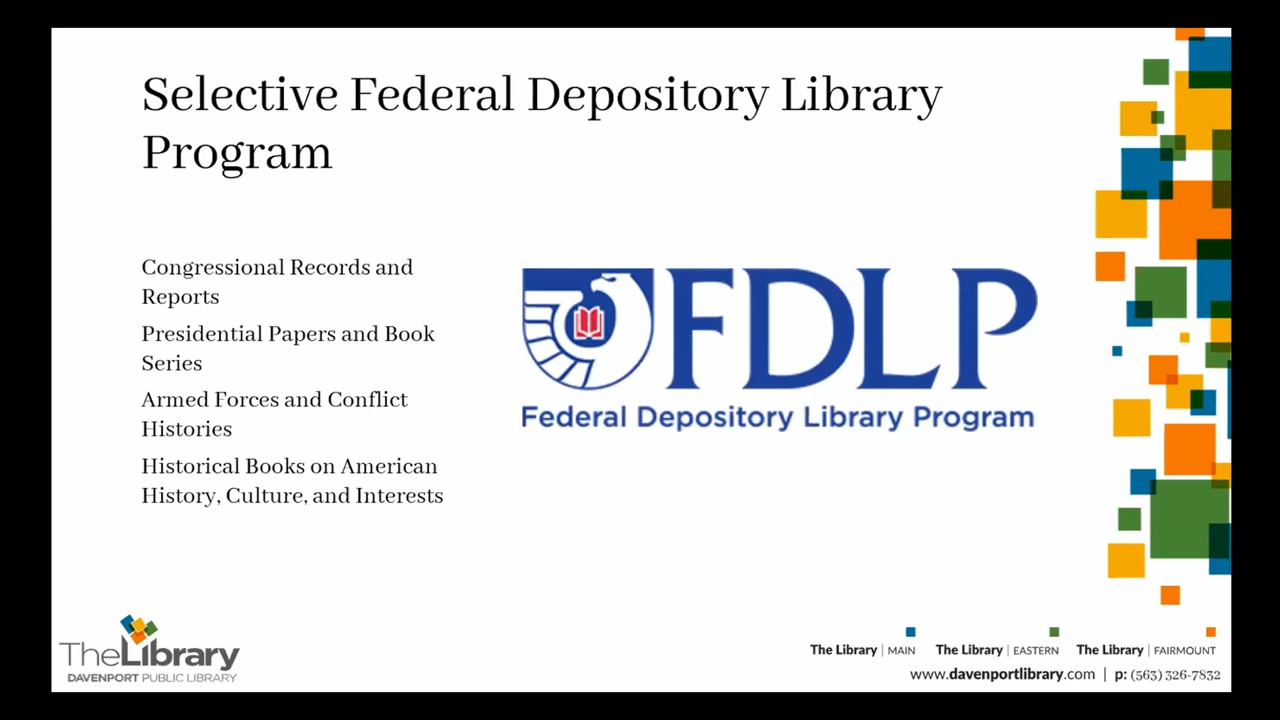 Selective Federal Depository Library
Program
Congressional Records and
Reports
Presidential Papers and Book
Series
Armed Forces and Conflict
Histories
Historical Books on American
History, Culture, and Interests
FDLP
Federal Depository Library Program
TheLibrary
DAVENPORT PUBLIC LIBRARY
The Library | MAIN The Library | EASTERN The Library | FAIRMOUNT
www.davenportlibrary.com | p: (563) 326-7832